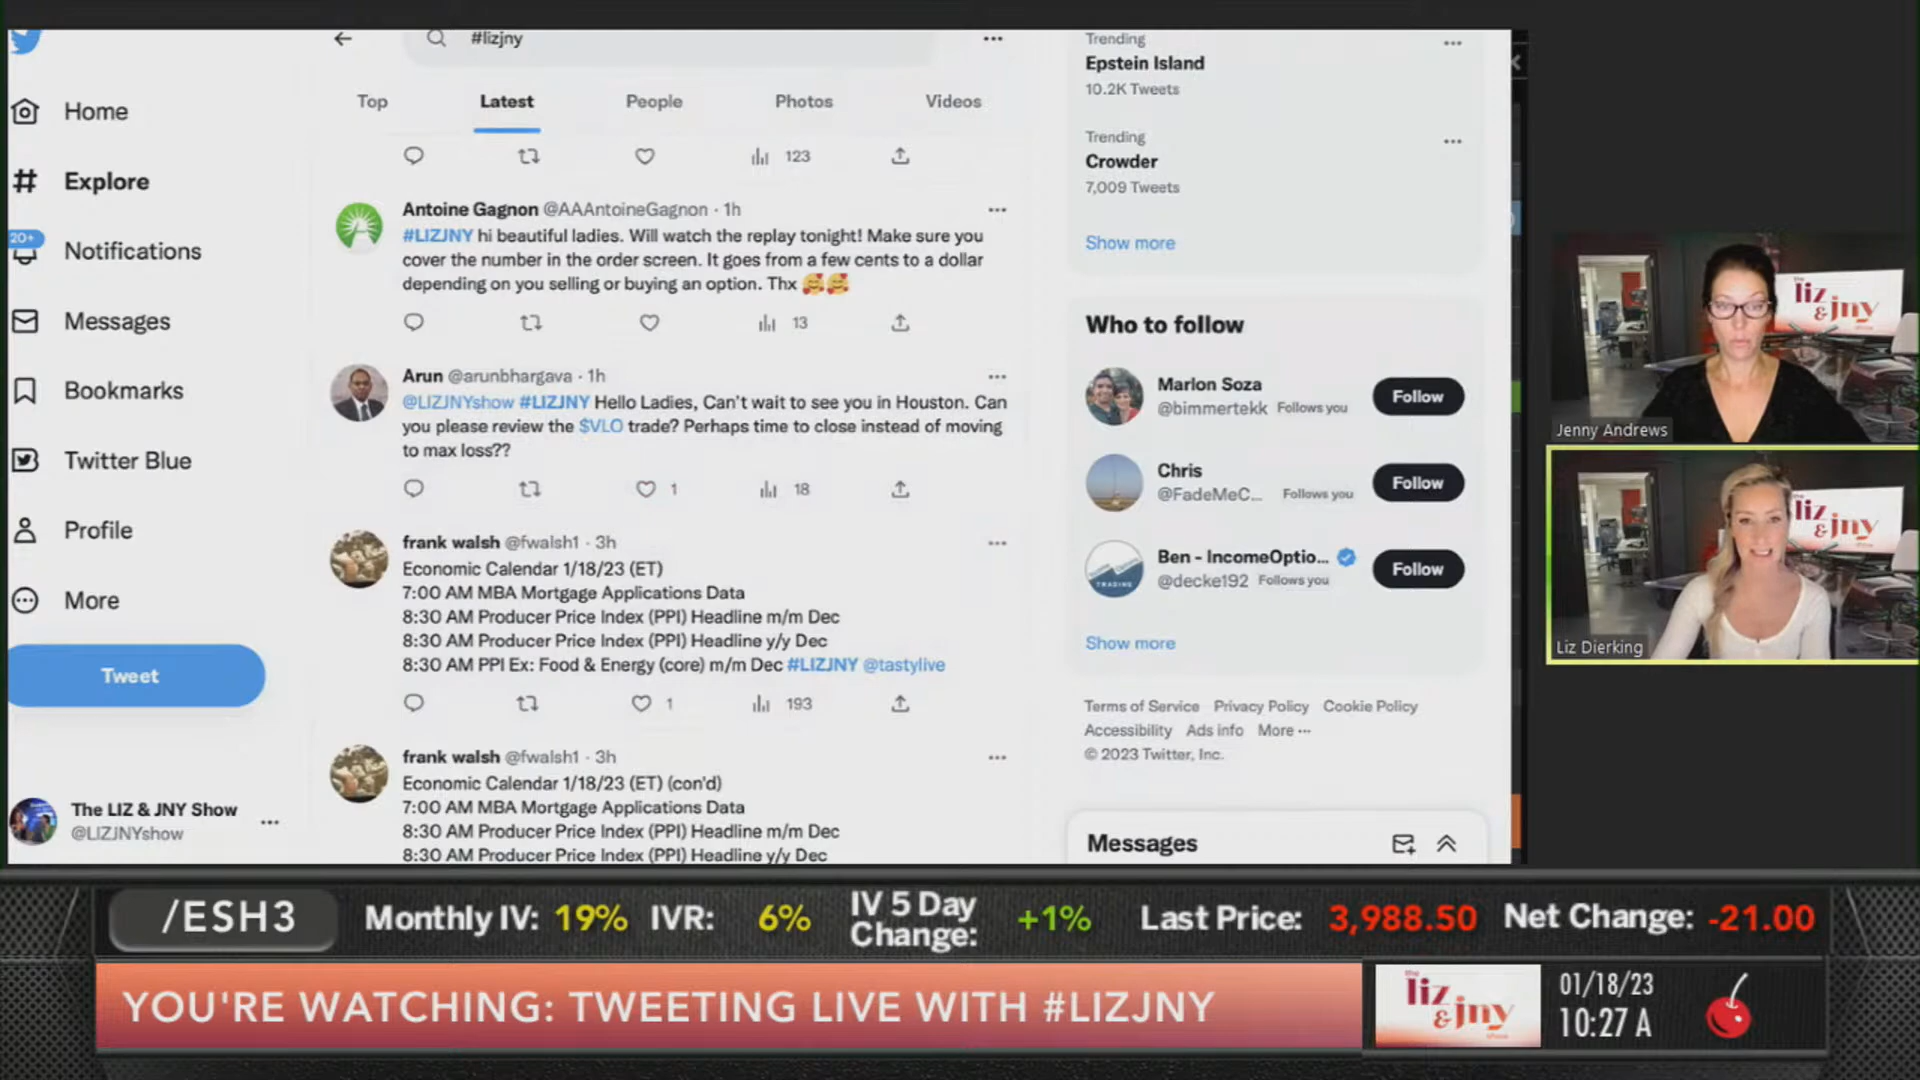 #lizjny
Home
Explore
20+
Notifications
Messages
Bookmarks
Twitter Blue
Profile
More
Tweet
The LIZ & JNY Show
@LIZJNYshow
Top Latest People Photos Videos
123
Antoine Gagnon @AAAntoineGagnon · 1h
#LIZJNY hi beautiful ladies. Will watch the replay tonight! Make sure you
cover the number in the order screen. It goes from a few cents to a dollar
depending on you selling or buying an option. Thx 🥰🥰
13
Arun @arunbhargava · 1h
@LIZJNYshow #LIZJNY Hello Ladies, Can't wait to see you in Houston. Can
you please review the $VLO trade? Perhaps time to close instead of moving
to max loss??
1 18
frank walsh @fwalsh1 · 3h
Economic Calendar 1/18/23 (ET)
7:00 AM MBA Mortgage Applications Data
8:30 AM Producer Price Index (PPI) Headline m/m Dec
8:30 AM Producer Price Index (PPI) Headline y/y Dec
8:30 AM PPI Ex: Food & Energy (core) m/m Dec #LIZJNY @tastylive
1 193
frank walsh @fwalsh1 · 3h
Economic Calendar 1/18/23 (ET) (con'd)
7:00 AM MBA Mortgage Applications Data
8:30 AM Producer Price Index (PPI) Headline m/m Dec
8:30 AM Producer Price Index (PPI) Headline y/y Dec
Trending
Epstein Island
10.2K Tweets
Trending
Crowder
7,009 Tweets
Show more
Who to follow
Marlon Soza
@bimmertekk Follows you
Follow
Chris
@FadeMeC... Follows you
Follow
Ben - IncomeOptio...
@decke192 Follows you
Follow
TRADING
Show more
Terms of Service Privacy Policy Cookie Policy
Accessibility Ads info More ···
© 2023 Twitter, Inc.
Messages
the
liz
& jny
Jenny Andrews
the
liz
& jny
Liz Dierking
/ESH3 Monthly IV: 19% IVR: 6% IV 5 Day Change: +1% Last Price: 3,988.50 Net Change: -21.00
YOU'RE WATCHING: TWEETING LIVE WITH #LIZJNY
the
liz
& jny
show
01/18/23
10:27 A